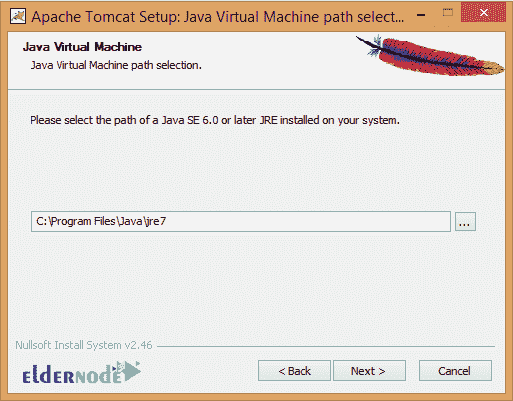 Apache Tomcat Setup: Java Virtual Machine path select...
Java Virtual Machine
Java Virtual Machine path selection.
Please select the path of a Java SE 6.0 or later JRE installed on your system.
C:\Program Files\Java\jre7
...
Nullsoft Install System v2.46
< Back
Next >
Cancel
ELDERNODE